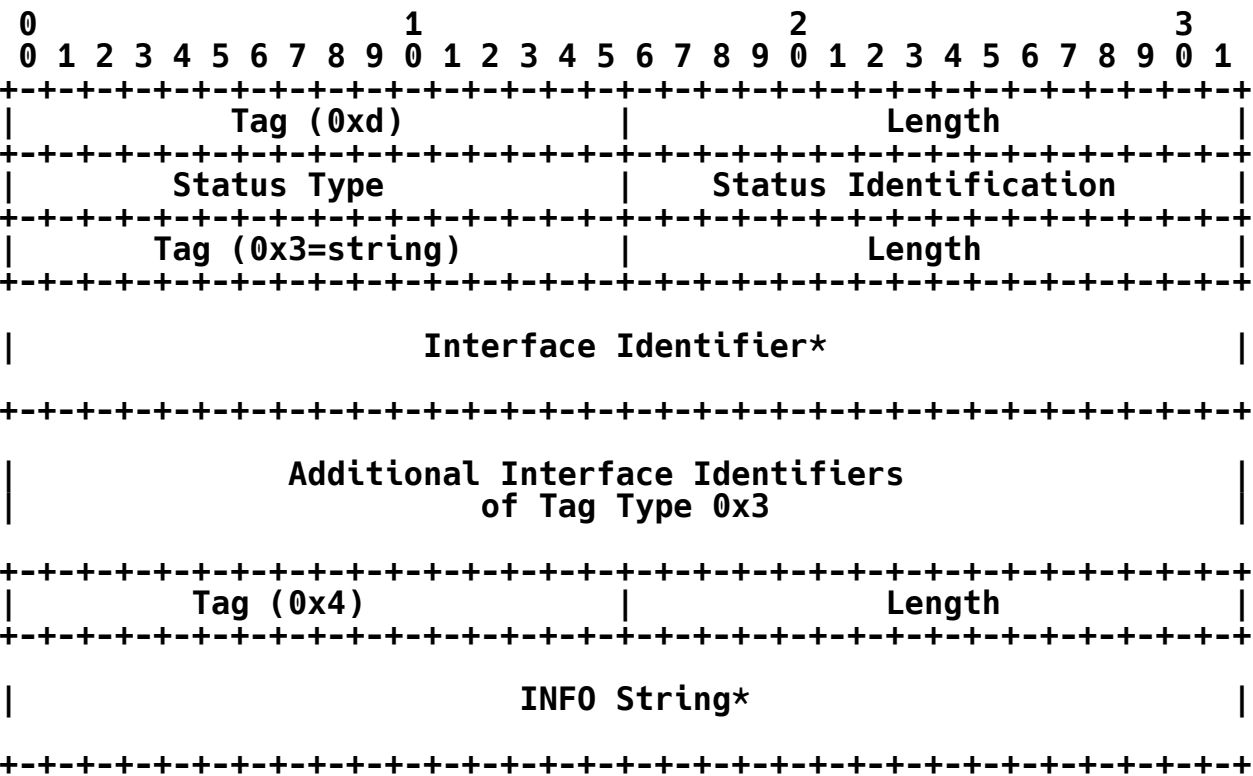 0                   1                   2                   3
0 1 2 3 4 5 6 7 8 9 0 1 2 3 4 5 6 7 8 9 0 1 2 3 4 5 6 7 8 9 0 1
+-+-+-+-+-+-+-+-+-+-+-+-+-+-+-+-+-+-+-+-+-+-+-+-+-+-+-+-+-+-+-+-+
|           Tag (0xd)           |             Length            |
+-+-+-+-+-+-+-+-+-+-+-+-+-+-+-+-+-+-+-+-+-+-+-+-+-+-+-+-+-+-+-+-+
|        Status Type            |    Status Identification      |
+-+-+-+-+-+-+-+-+-+-+-+-+-+-+-+-+-+-+-+-+-+-+-+-+-+-+-+-+-+-+-+-+
|       Tag (0x3=string)        |            Length             |
+-+-+-+-+-+-+-+-+-+-+-+-+-+-+-+-+-+-+-+-+-+-+-+-+-+-+-+-+-+-+-+-+
|                     Interface Identifier*                     |
+-+-+-+-+-+-+-+-+-+-+-+-+-+-+-+-+-+-+-+-+-+-+-+-+-+-+-+-+-+-+-+-+
|              Additional Interface Identifiers                 |
|                        of Tag Type 0x3                        |
+-+-+-+-+-+-+-+-+-+-+-+-+-+-+-+-+-+-+-+-+-+-+-+-+-+-+-+-+-+-+-+-+
|         Tag (0x4)             |             Length            |
+-+-+-+-+-+-+-+-+-+-+-+-+-+-+-+-+-+-+-+-+-+-+-+-+-+-+-+-+-+-+-+-+
|                          INFO String*                         |
+-+-+-+-+-+-+-+-+-+-+-+-+-+-+-+-+-+-+-+-+-+-+-+-+-+-+-+-+-+-+-+-+